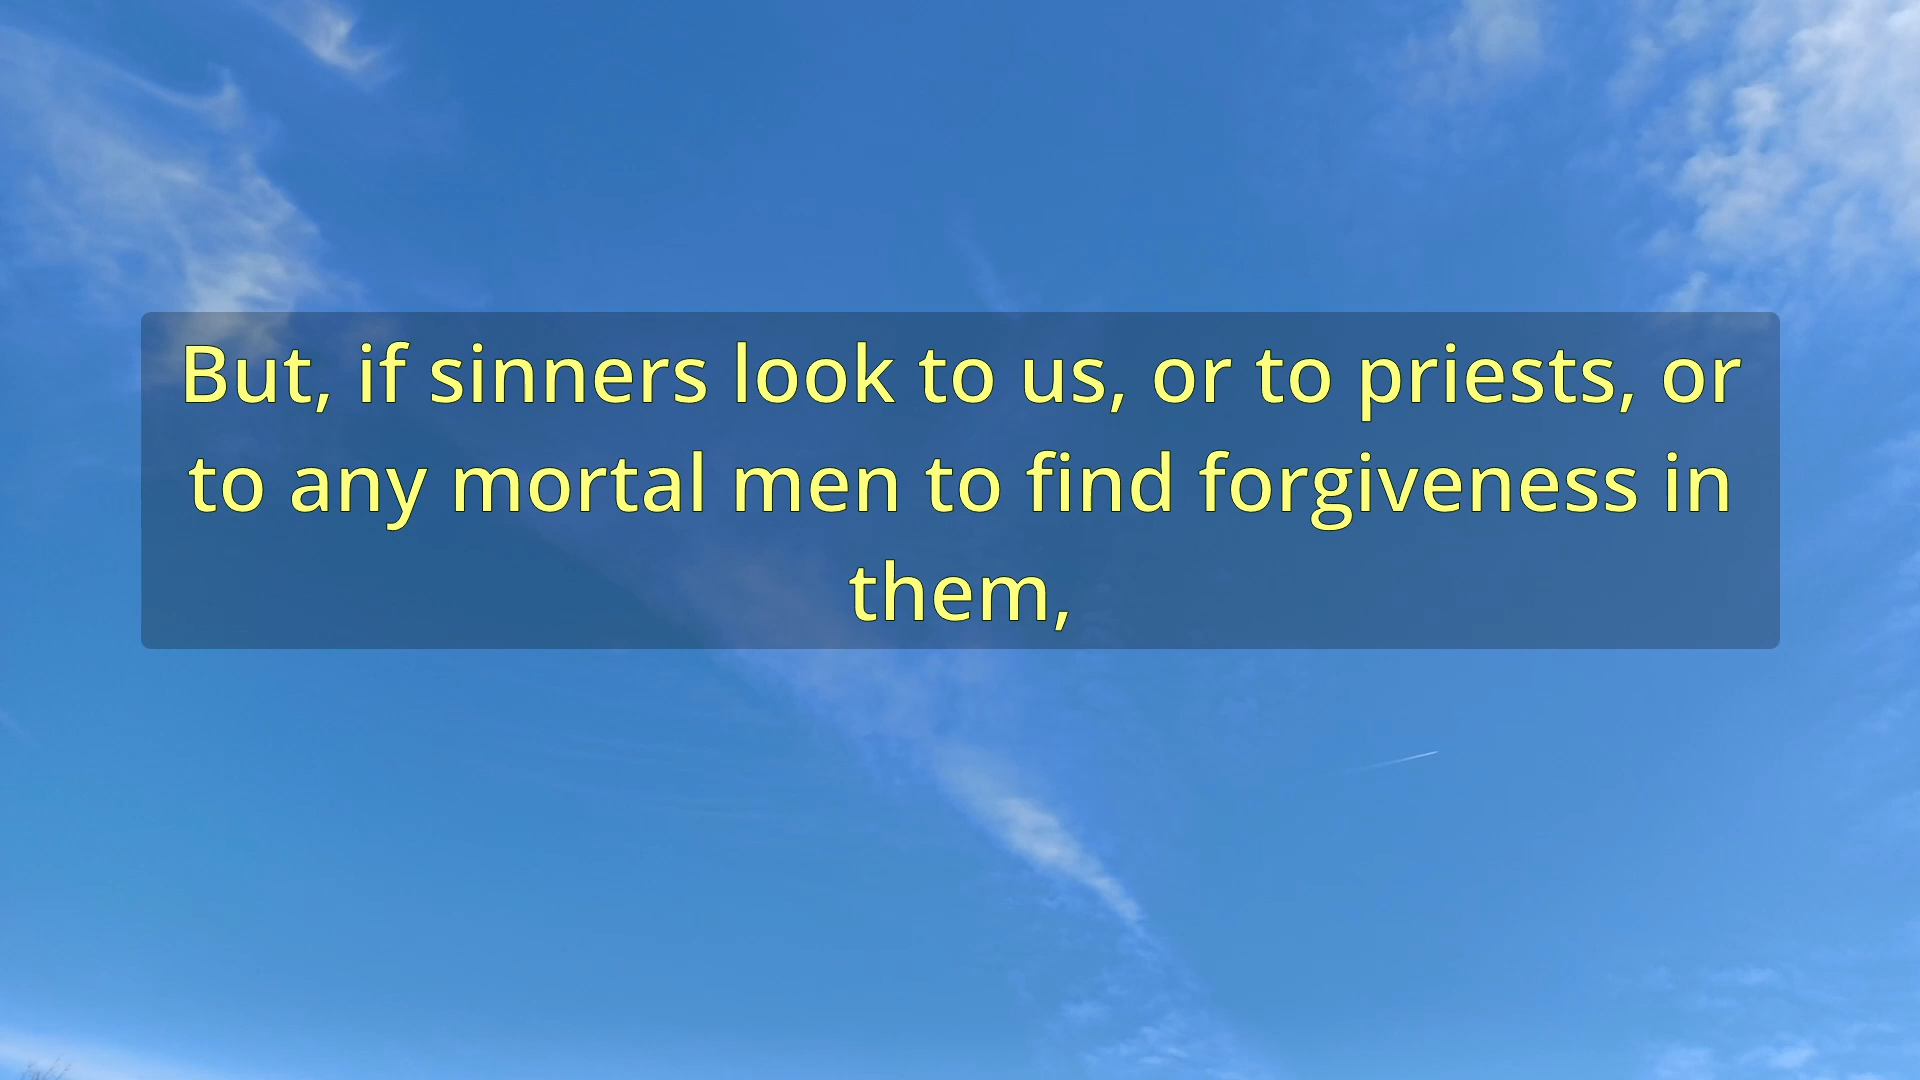 But, if sinners look to us, or to priests, or
to any mortal men to find forgiveness in
them,